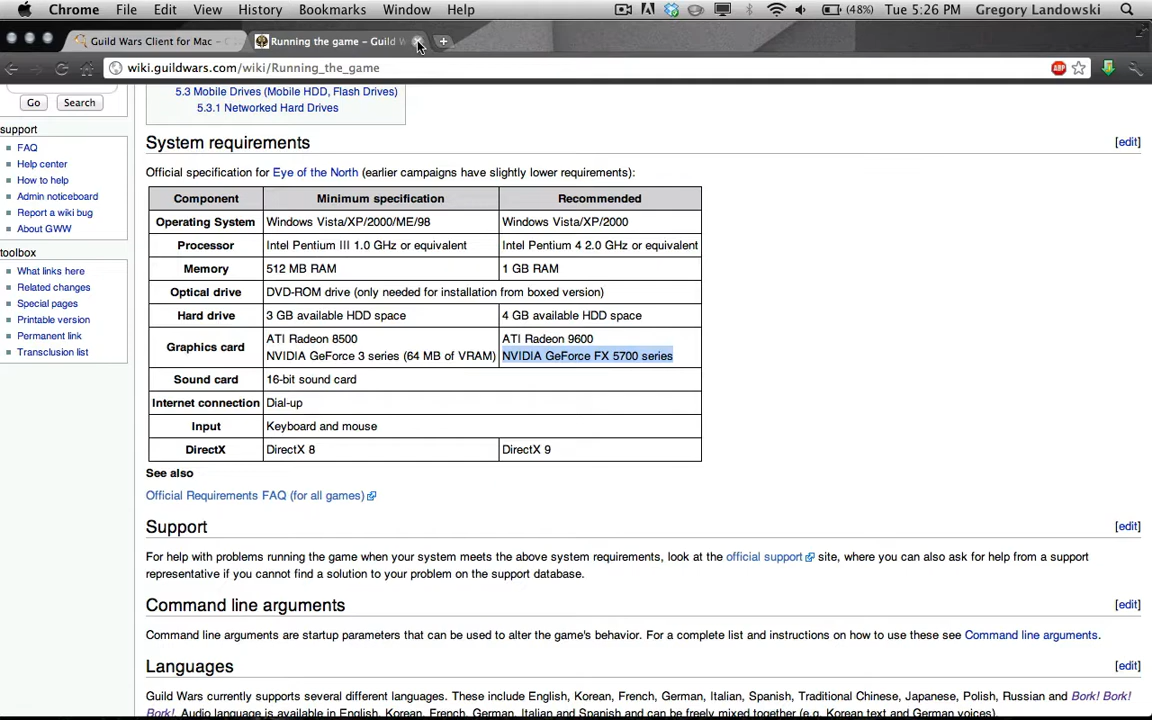 Chrome File Edit View History Bookmarks Window Help (48%) Tue 5:26 PM Gregory Landowski
Guild Wars Client for Mac - Running the game - Guild W
wiki.guildwars.com/wiki/Running_the_game ABP
5.3 Mobile Drives (Mobile HDD, Flash Drives)
5.3.1 Networked Hard Drives
Go Search
support
FAQ
Help center
How to help
Admin noticeboard
Report a wiki bug
About GWW
toolbox
What links here
Related changes
Special pages
Printable version
Permanent link
Transclusion list
System requirements [edit]
Official specification for Eye of the North (earlier campaigns have slightly lower requirements):
Component Minimum specification Recommended
Operating System Windows Vista/XP/2000/ME/98 Windows Vista/XP/2000
Processor Intel Pentium III 1.0 GHz or equivalent Intel Pentium 4 2.0 GHz or equivalent
Memory 512 MB RAM 1 GB RAM
Optical drive DVD-ROM drive (only needed for installation from boxed version)
Hard drive 3 GB available HDD space 4 GB available HDD space
Graphics card ATI Radeon 8500 ATI Radeon 9600
NVIDIA GeForce 3 series (64 MB of VRAM) NVIDIA GeForce FX 5700 series
Sound card 16-bit sound card
Internet connection Dial-up
Input Keyboard and mouse
DirectX DirectX 8 DirectX 9
See also
Official Requirements FAQ (for all games)
Support [edit]
For help with problems running the game when your system meets the above system requirements, look at the official support site, where you can also ask for help from a support
representative if you cannot find a solution to your problem on the support database.
Command line arguments [edit]
Command line arguments are startup parameters that can be used to alter the game's behavior. For a complete list and instructions on how to use these see Command line arguments.
Languages [edit]
Guild Wars currently supports several different languages. These include English, Korean, French, German, Italian, Spanish, Traditional Chinese, Japanese, Polish, Russian and Bork! Bork!
Bork!. Audio language is available in English, Korean, French, German, Italian and Spanish and can be freely mixed together (e.g. Korean text and German voices).